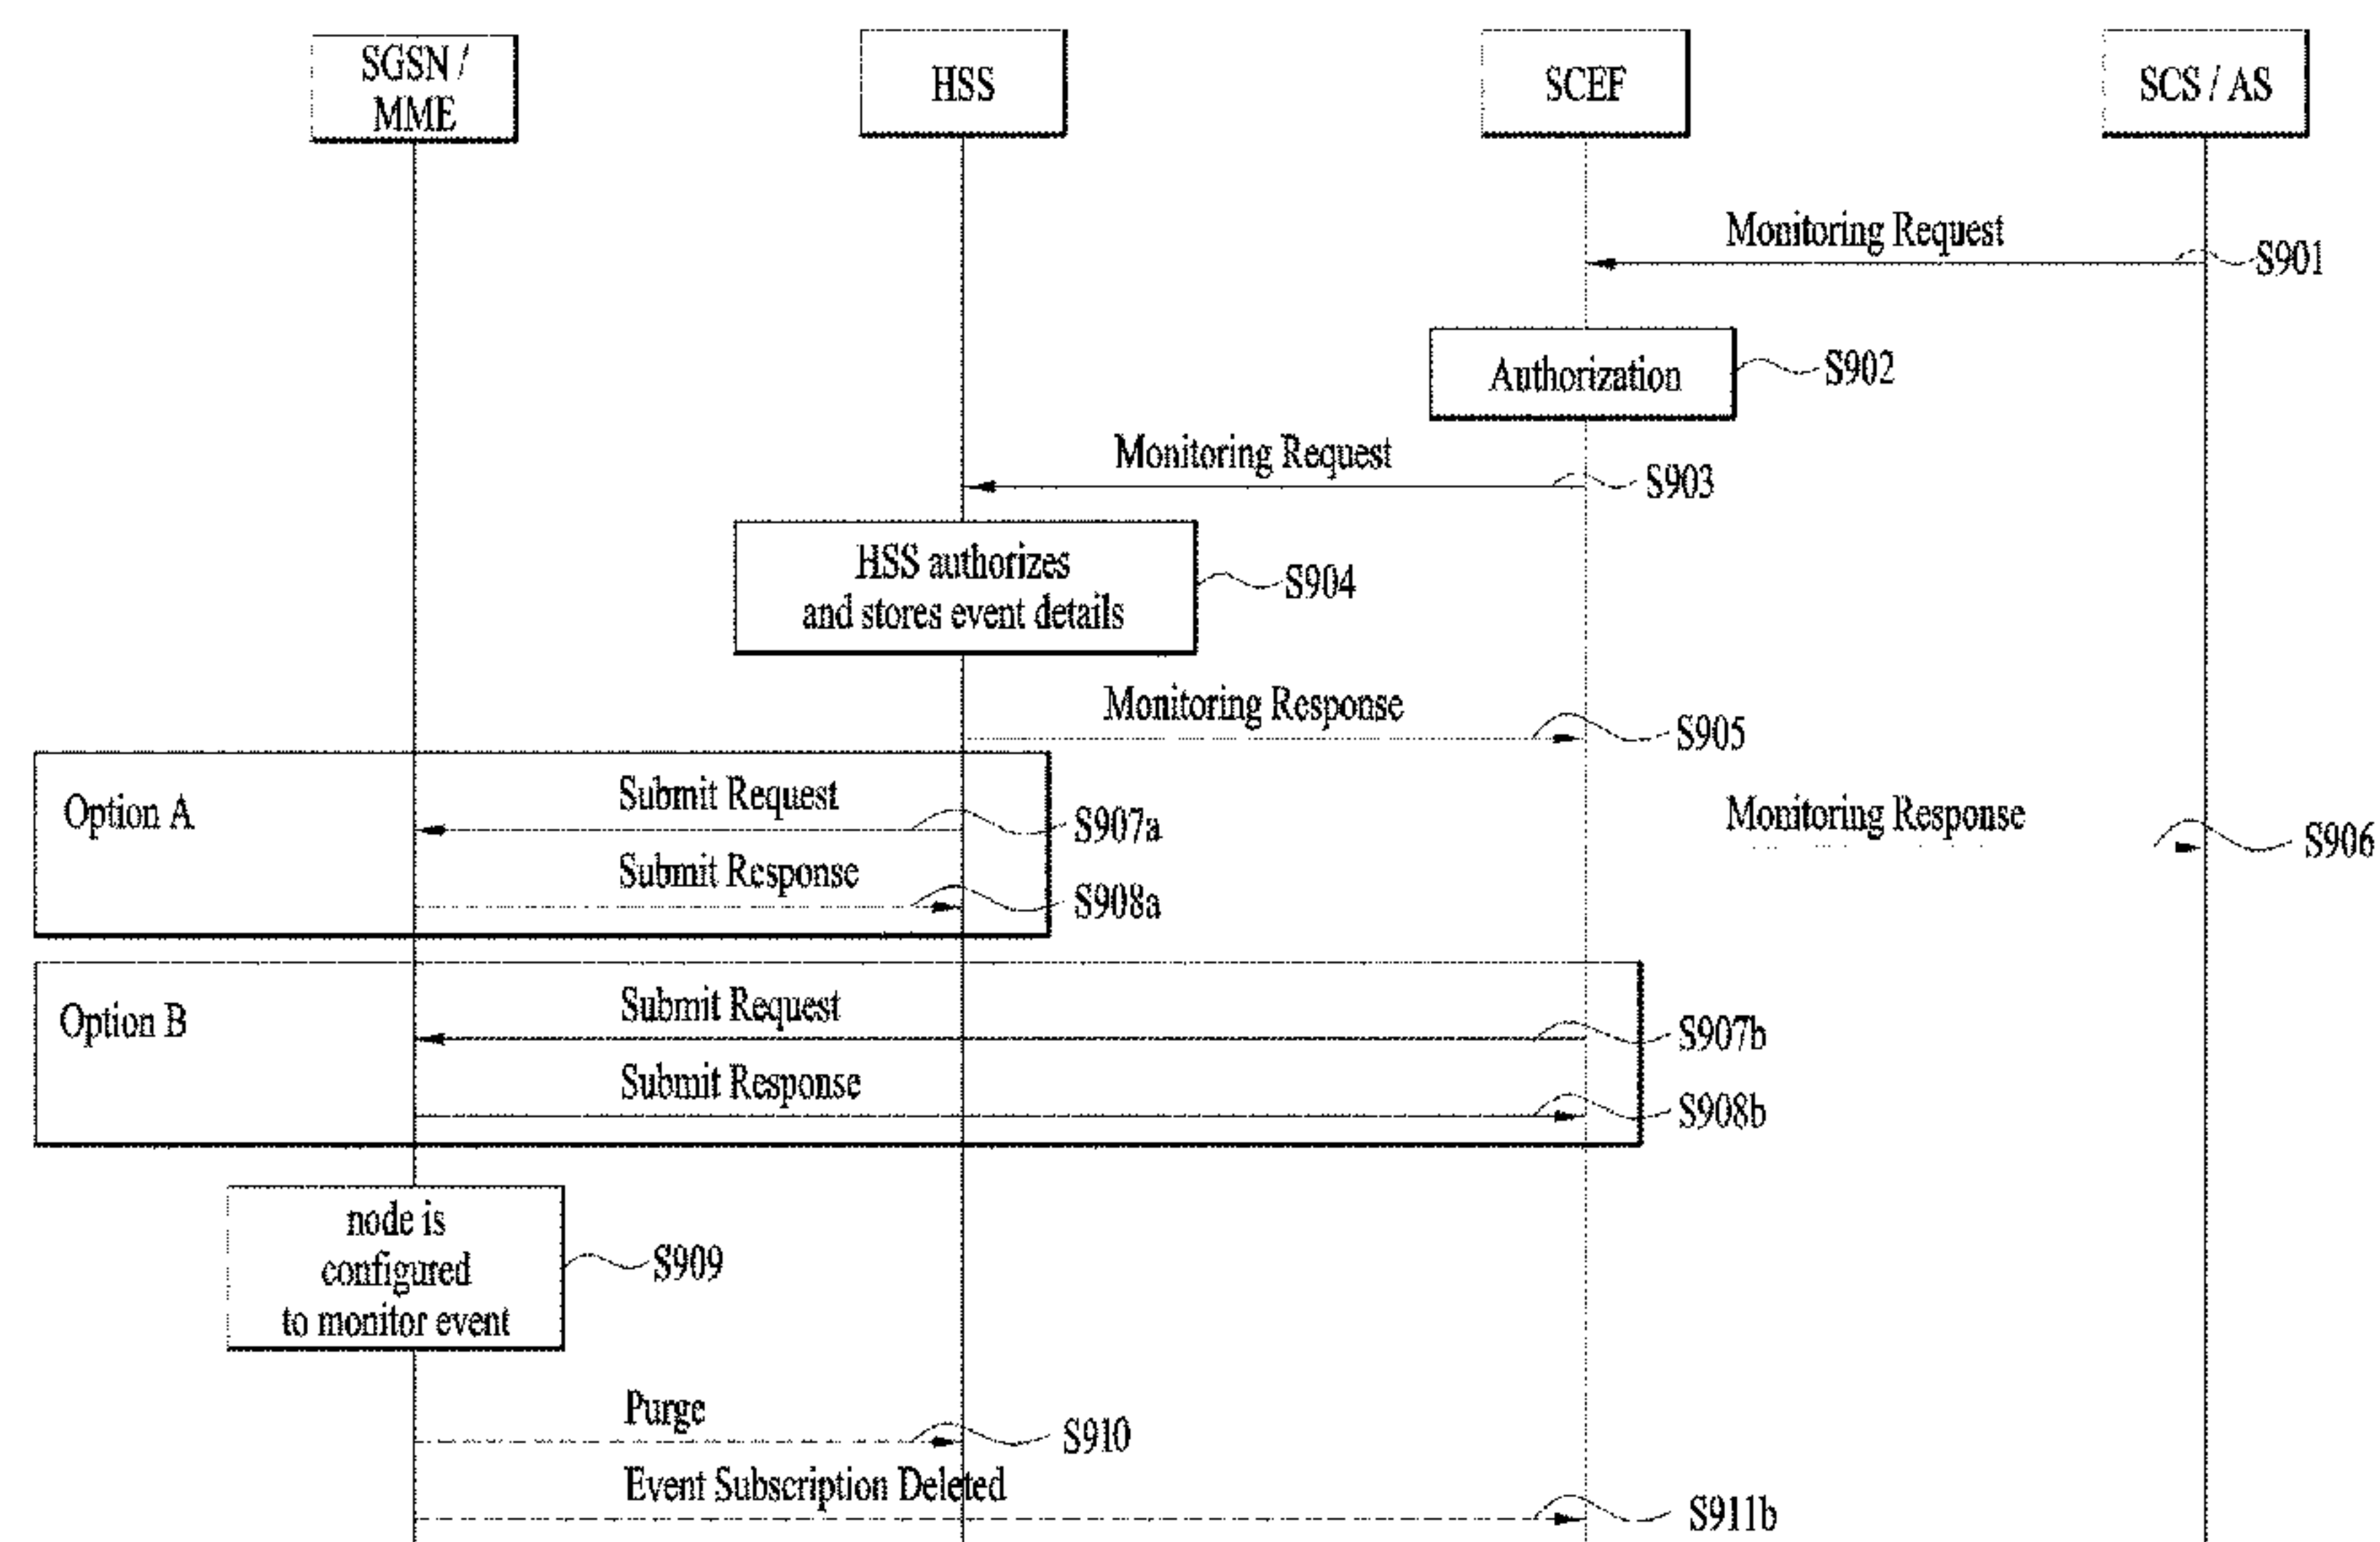 SGSN /
MME
HSS
SCEF
SCS / AS
Monitoring Request
S901
Authorization
S902
Monitoring Request
S903
HSS authorizes
and stores event details
S904
Monitoring Response
S905
Option A
Submit Request
S907a
Monitoring Response
S906
Submit Response
S908a
Option B
Submit Request
S907b
Submit Response
S908b
node is
configured
to monitor event
S909
Purge
S910
Event Subscription Deleted
S911b